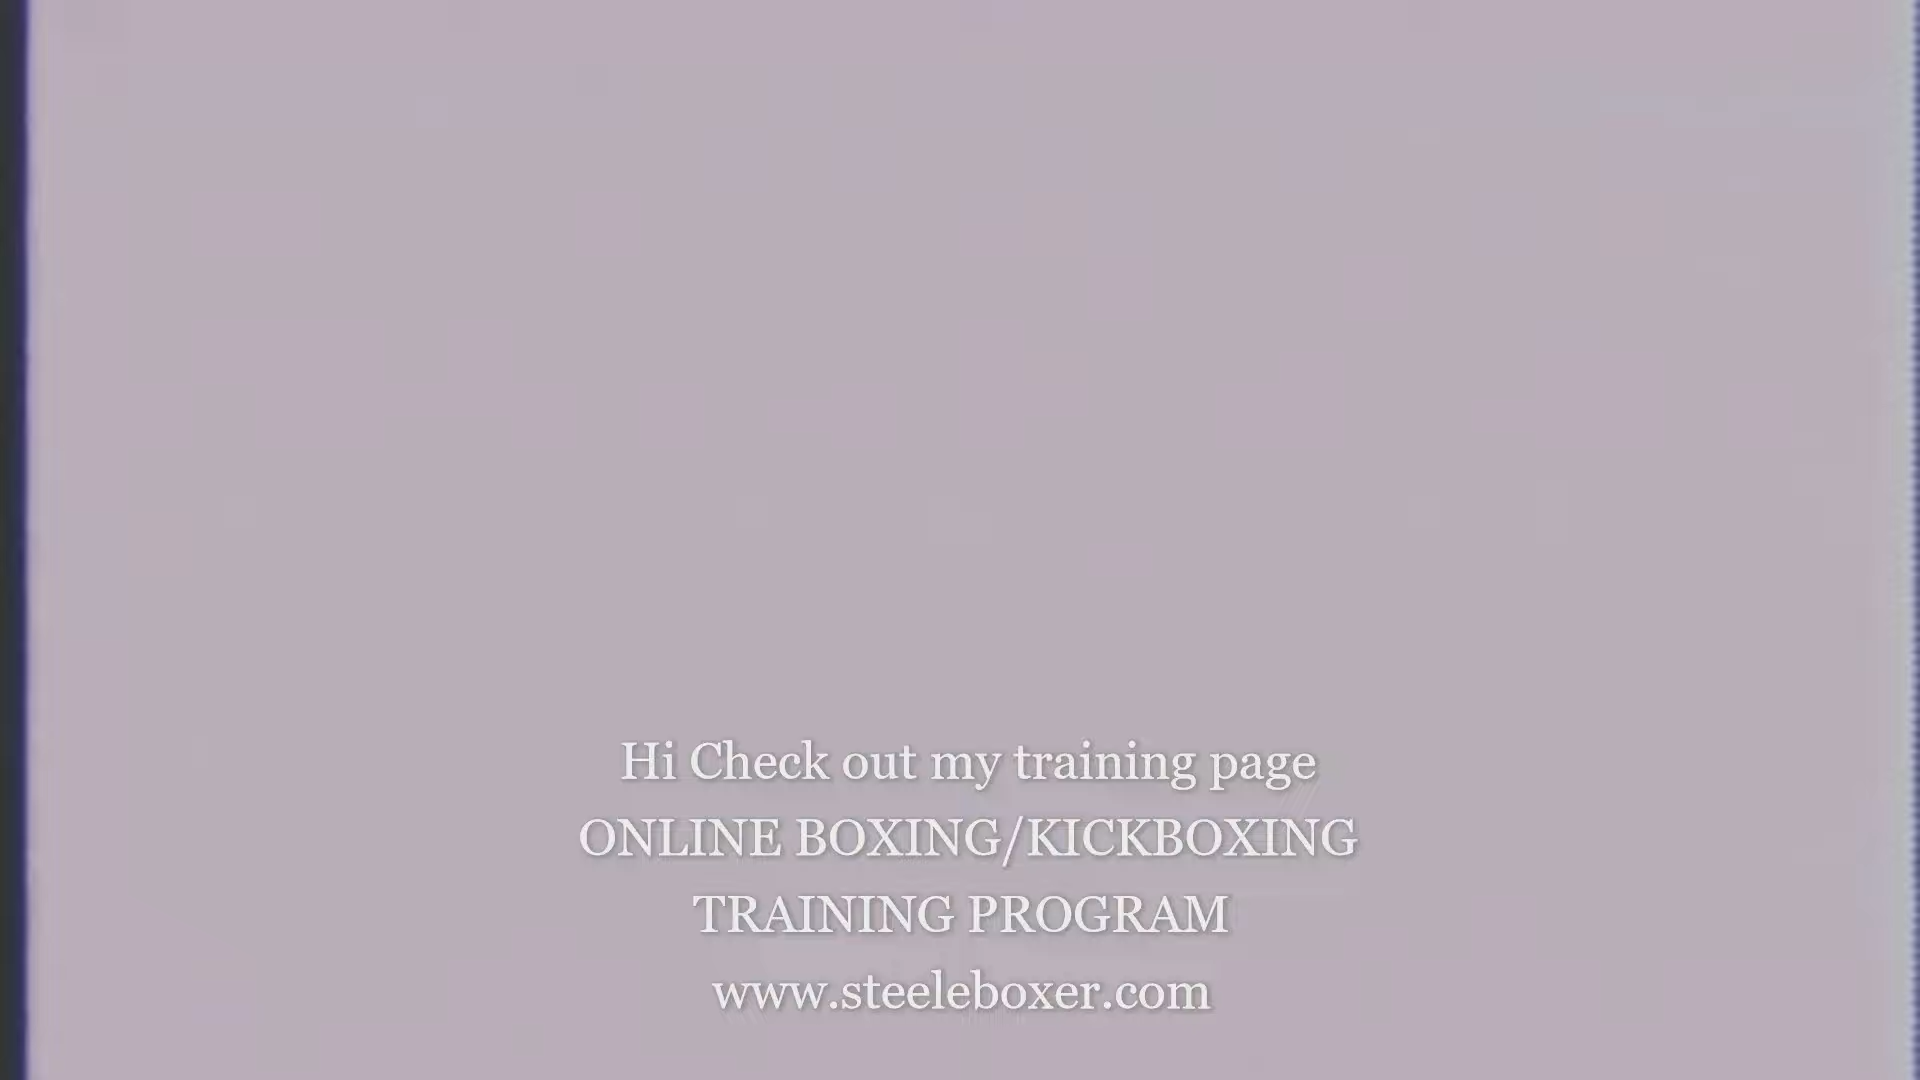 Hi Check out my training page
ONLINE BOXING/KICKBOXING
TRAINING PROGRAM
www.steeleboxer.com